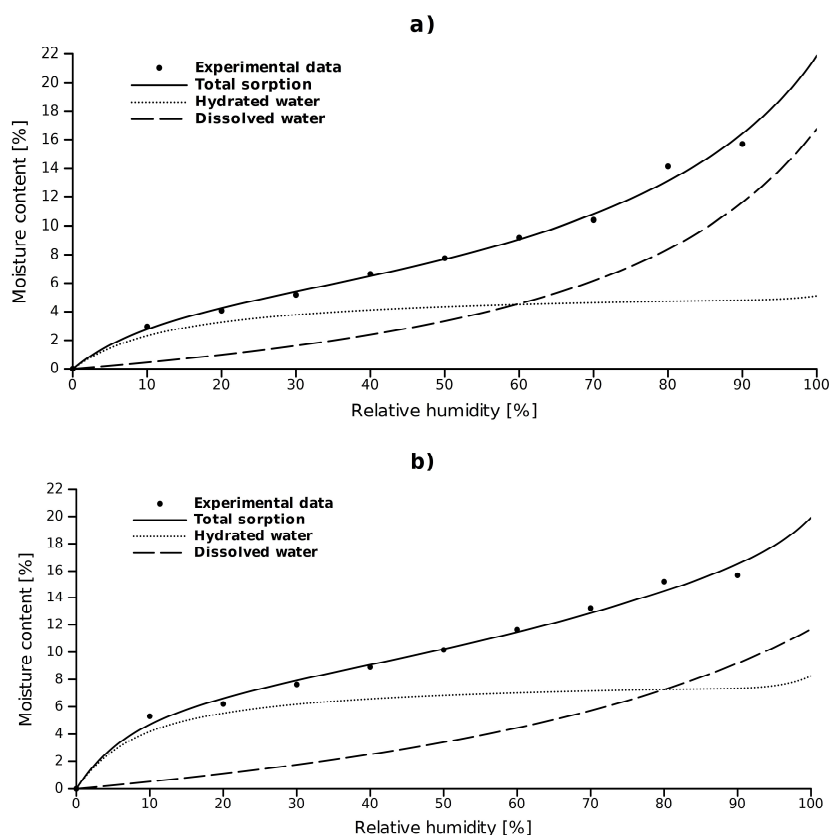 a)
22
20
18
16
14
12
10
8
6
4
2
0
Moisture content [%]
Experimental data
Total sorption
Hydrated water
Dissolved water
0 10 20 30 40 50 60 70 80 90 100
Relative humidity [%]
b)
22
20
18
16
14
12
10
8
6
4
2
0
Moisture content [%]
Experimental data
Total sorption
Hydrated water
Dissolved water
0 10 20 30 40 50 60 70 80 90 100
Relative humidity [%]